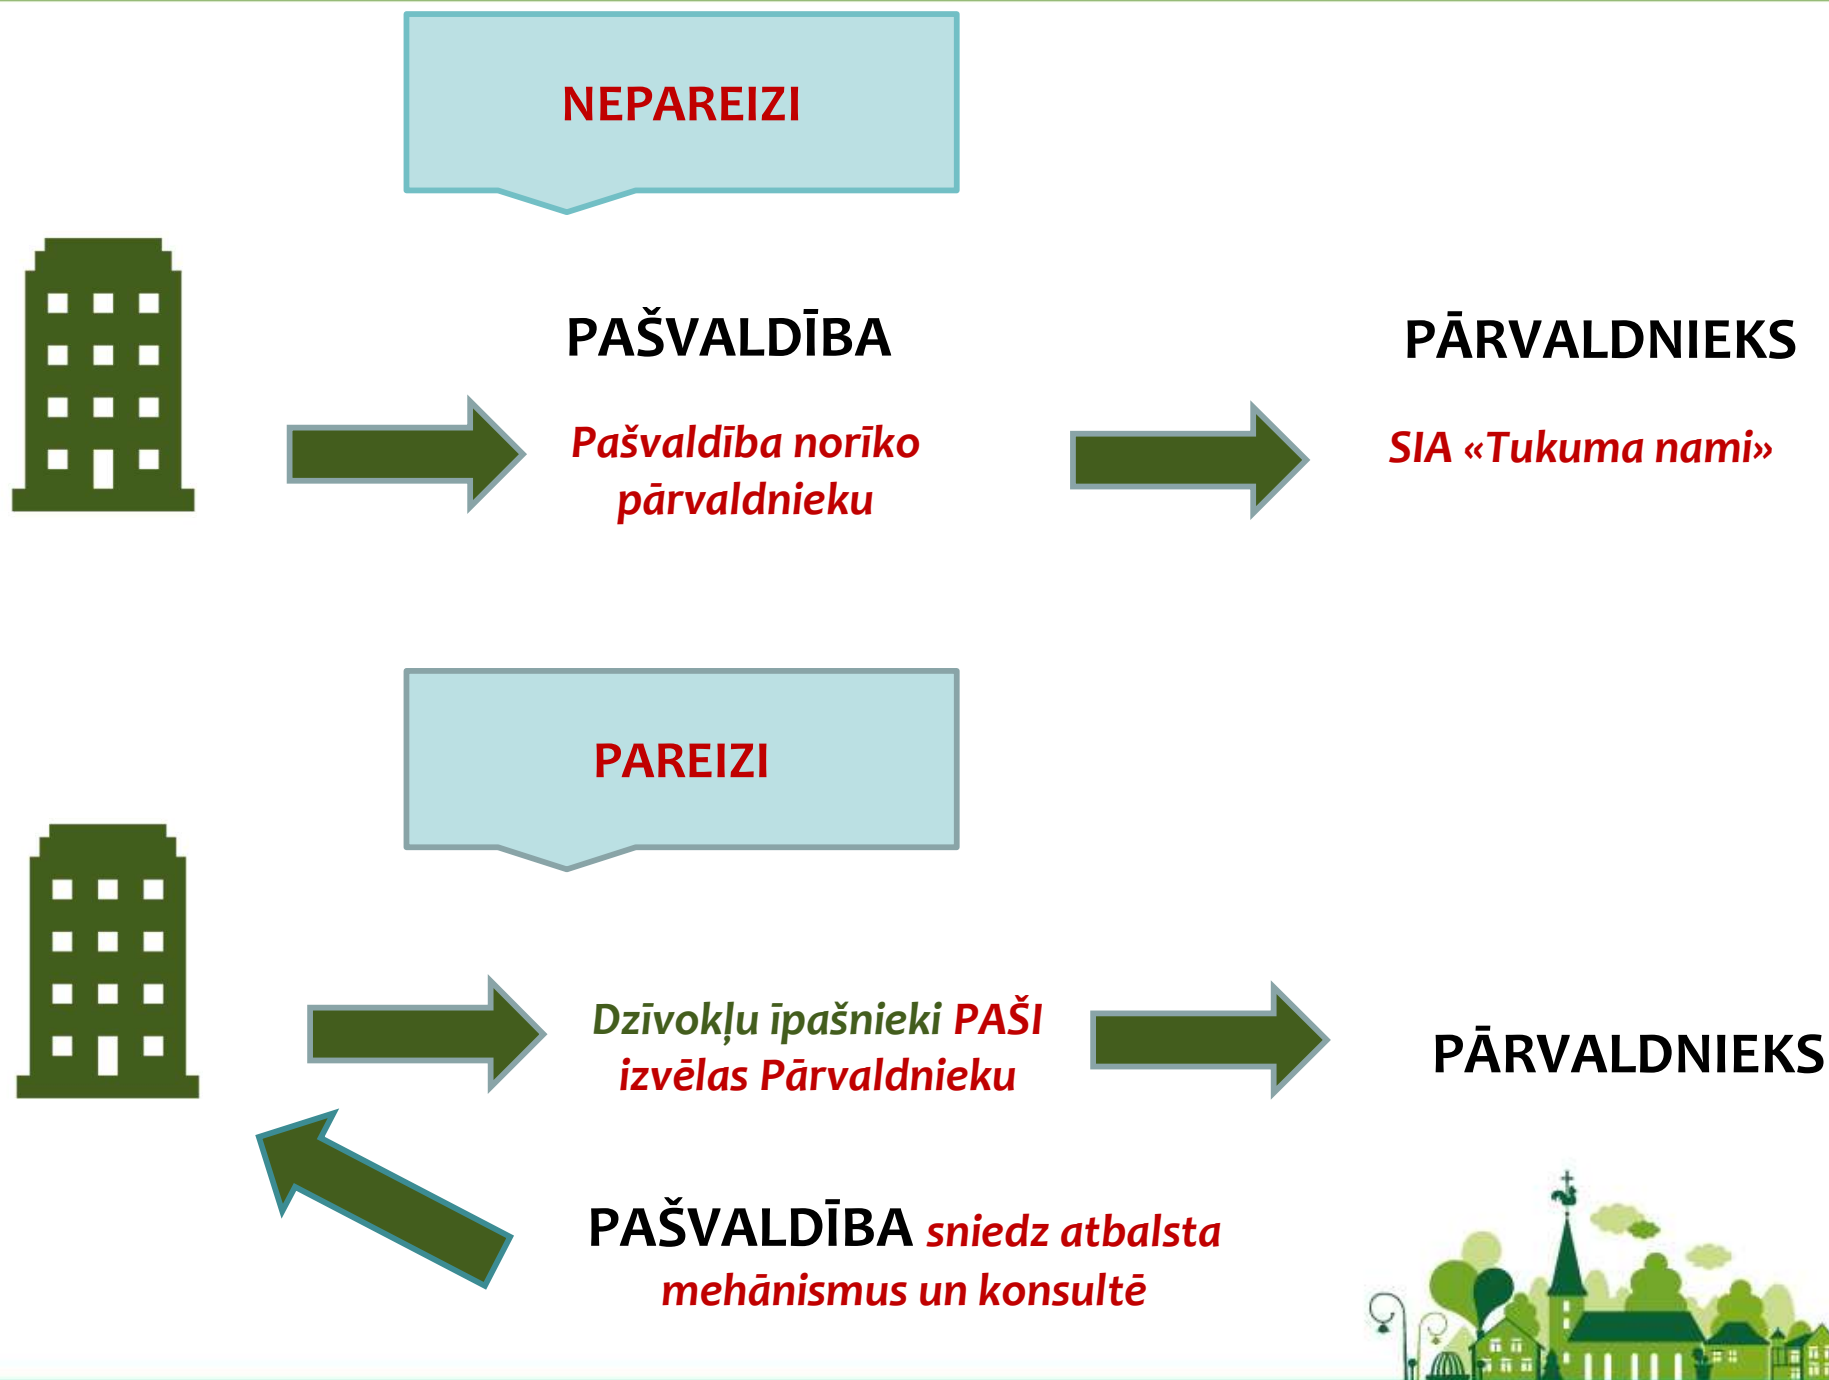 NEPAREIZI
PAŠVALDĪBA
PĀRVALDNIEKS
Pašvaldība norīko
pārvaldnieku
SIA «Tukuma nami»
PAREIZI
Dzīvokļu īpašnieki PAŠI
izvēlas Pārvaldnieku
PĀRVALDNIEKS
PAŠVALDĪBA sniedz atbalsta
mehānismus un konsultē